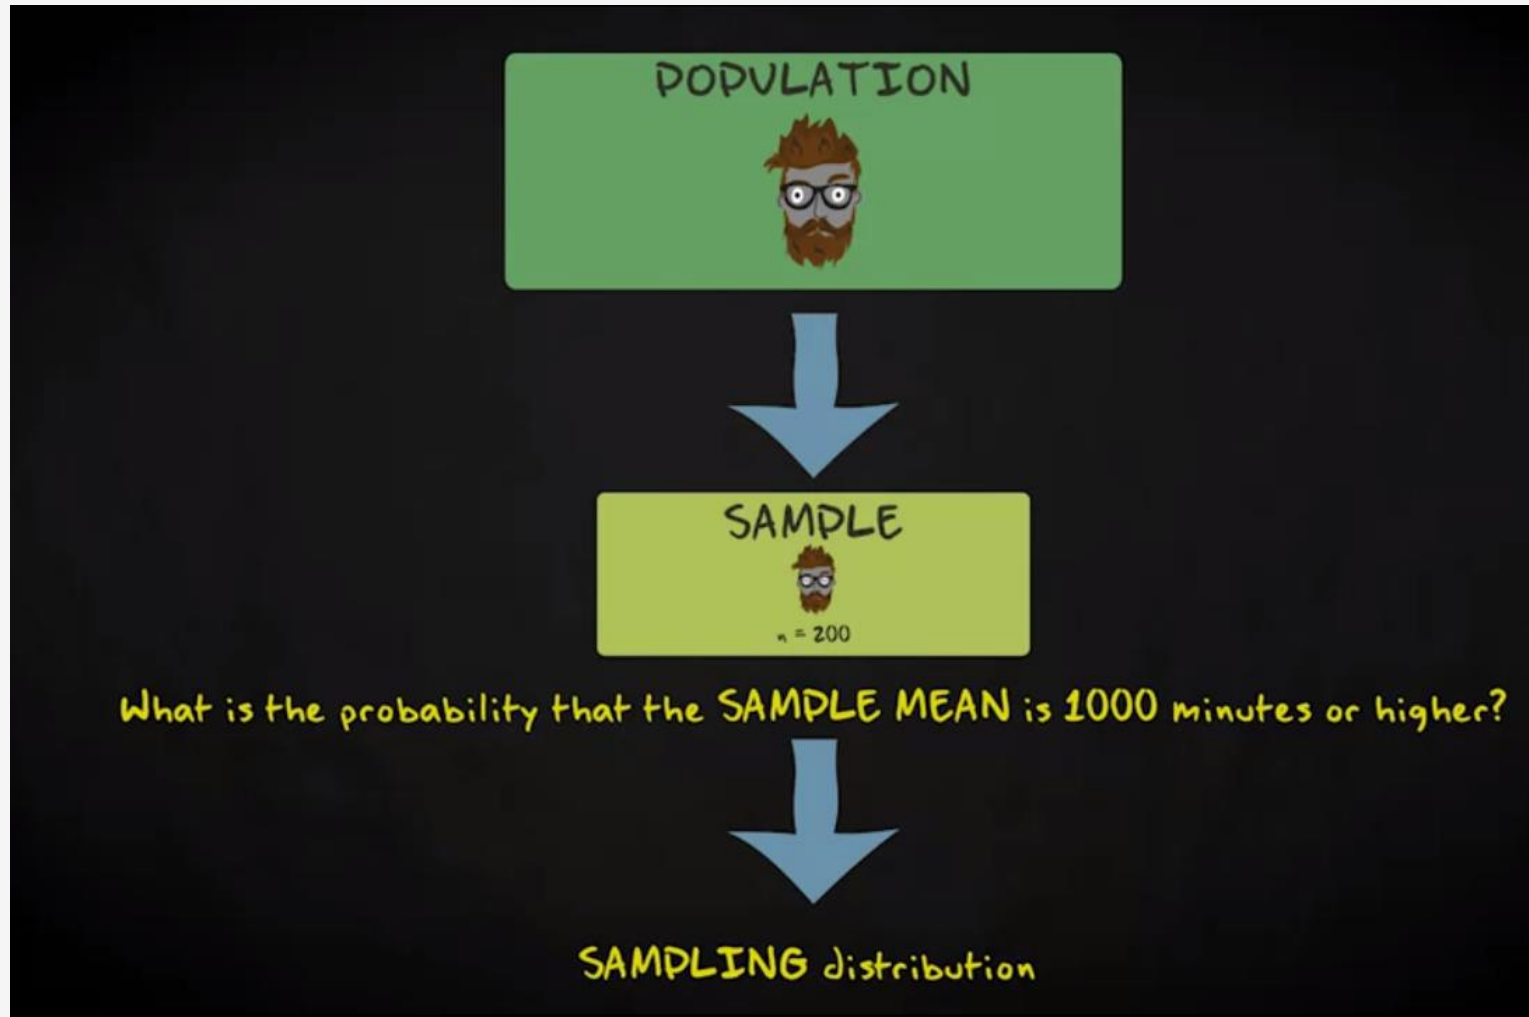 POPULATION
SAMPLE
n = 200
What is the probability that the SAMPLE MEAN is 1000 minutes or higher?
SAMPLING distribution